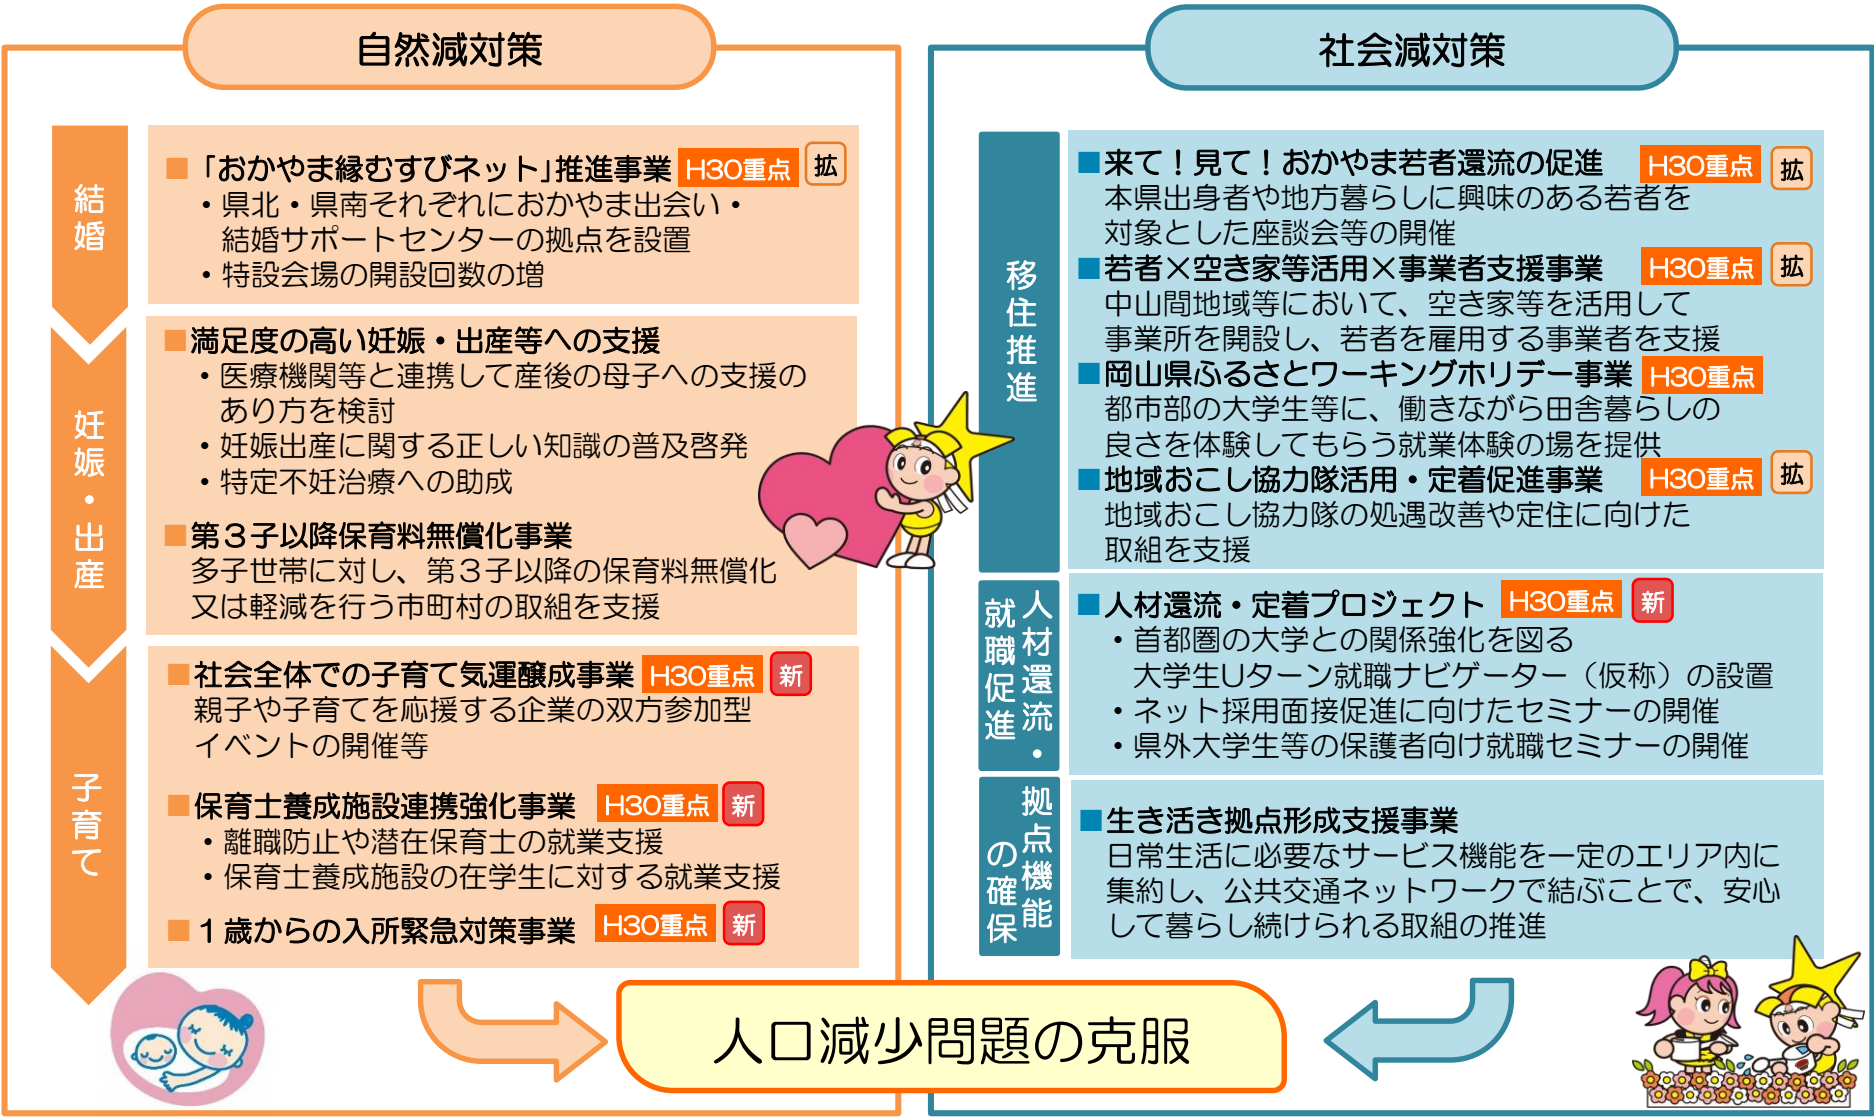 自然減対策
結婚
■「おかやま縁むすびネット」推進事業 H30重点 拡
・県北・県南それぞれにおかやま出会い・
結婚サポートセンターの拠点を設置
・特設会場の開設回数の増
妊娠・出産
■満足度の高い妊娠・出産等への支援
・医療機関等と連携して産後の母子への支援の
あり方を検討
・妊娠出産に関する正しい知識の普及啓発
・特定不妊治療への助成
■第３子以降保育料無償化事業
多子世帯に対し、第３子以降の保育料無償化
又は軽減を行う市町村の取組を支援
子育て
■社会全体での子育て気運醸成事業 H30重点 新
親子や子育てを応援する企業の双方参加型
イベントの開催等
■保育士養成施設連携強化事業 H30重点 新
・離職防止や潜在保育士の就業支援
・保育士養成施設の在学生に対する就業支援
■１歳からの入所緊急対策事業 H30重点 新
社会減対策
移住推進
■来て！見て！おかやま若者還流の促進 H30重点 拡
本県出身者や地方暮らしに興味のある若者を
対象とした座談会等の開催
■若者×空き家等活用×事業者支援事業 H30重点 拡
中山間地域等において、空き家等を活用して
事業所を開設し、若者を雇用する事業者を支援
■岡山県ふるさとワーキングホリデー事業 H30重点
都市部の大学生等に、働きながら田舎暮らしの
良さを体験してもらう就業体験の場を提供
■地域おこし協力隊活用・定着促進事業 H30重点 拡
地域おこし協力隊の処遇改善や定住に向けた
取組を支援
人材還流・
就職促進
■人材還流・定着プロジェクト H30重点 新
・首都圏の大学との関係強化を図る
大学生Uターン就職ナビゲーター（仮称）の設置
・ネット採用面接促進に向けたセミナーの開催
・県外大学生等の保護者向け就職セミナーの開催
拠点機能
の確保
■生き活き拠点形成支援事業
日常生活に必要なサービス機能を一定のエリア内に
集約し、公共交通ネットワークで結ぶことで、安心
して暮らし続けられる取組の推進
人口減少問題の克服